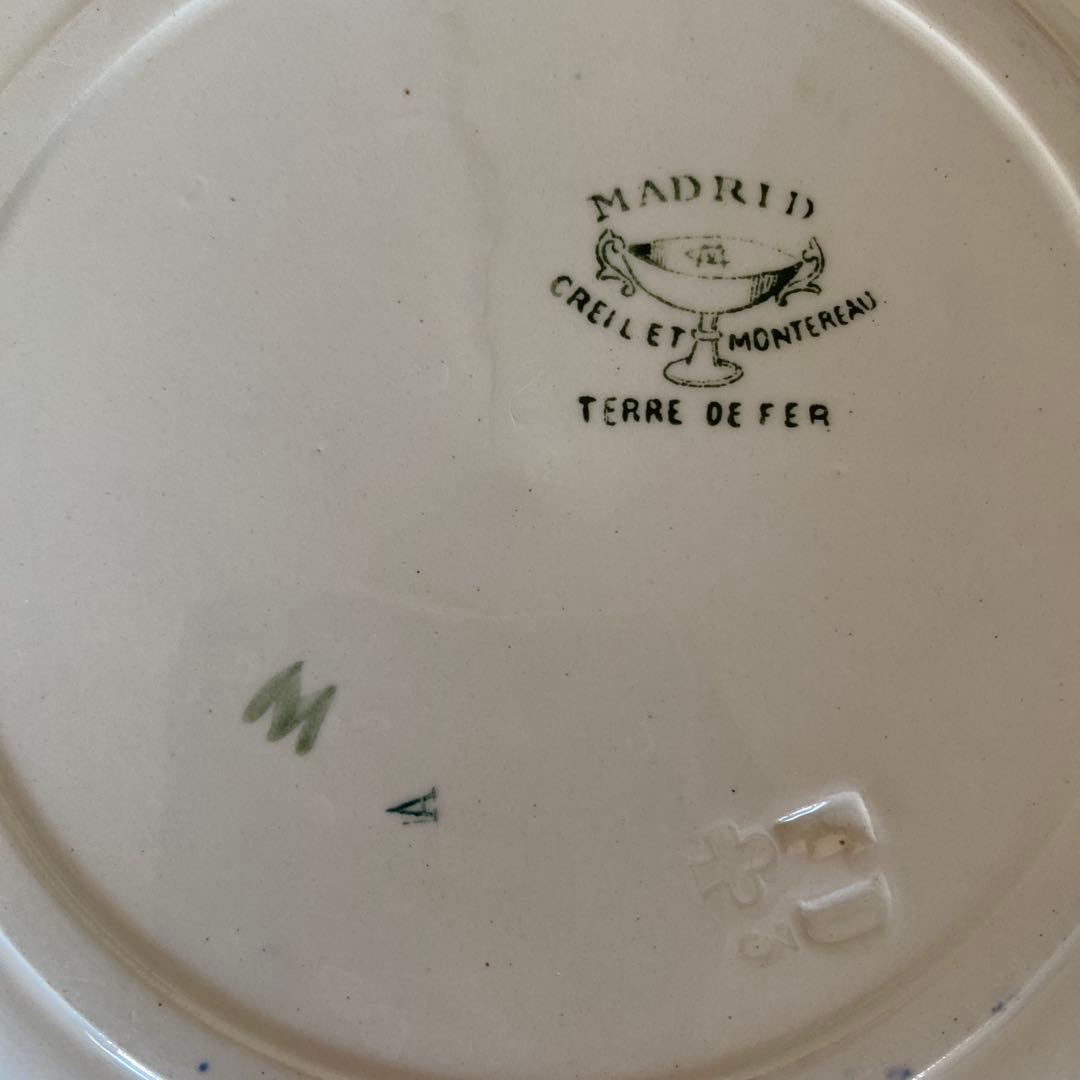 MADRID
CREIL ET MONTEREAU
TERRE DE FER
M
A